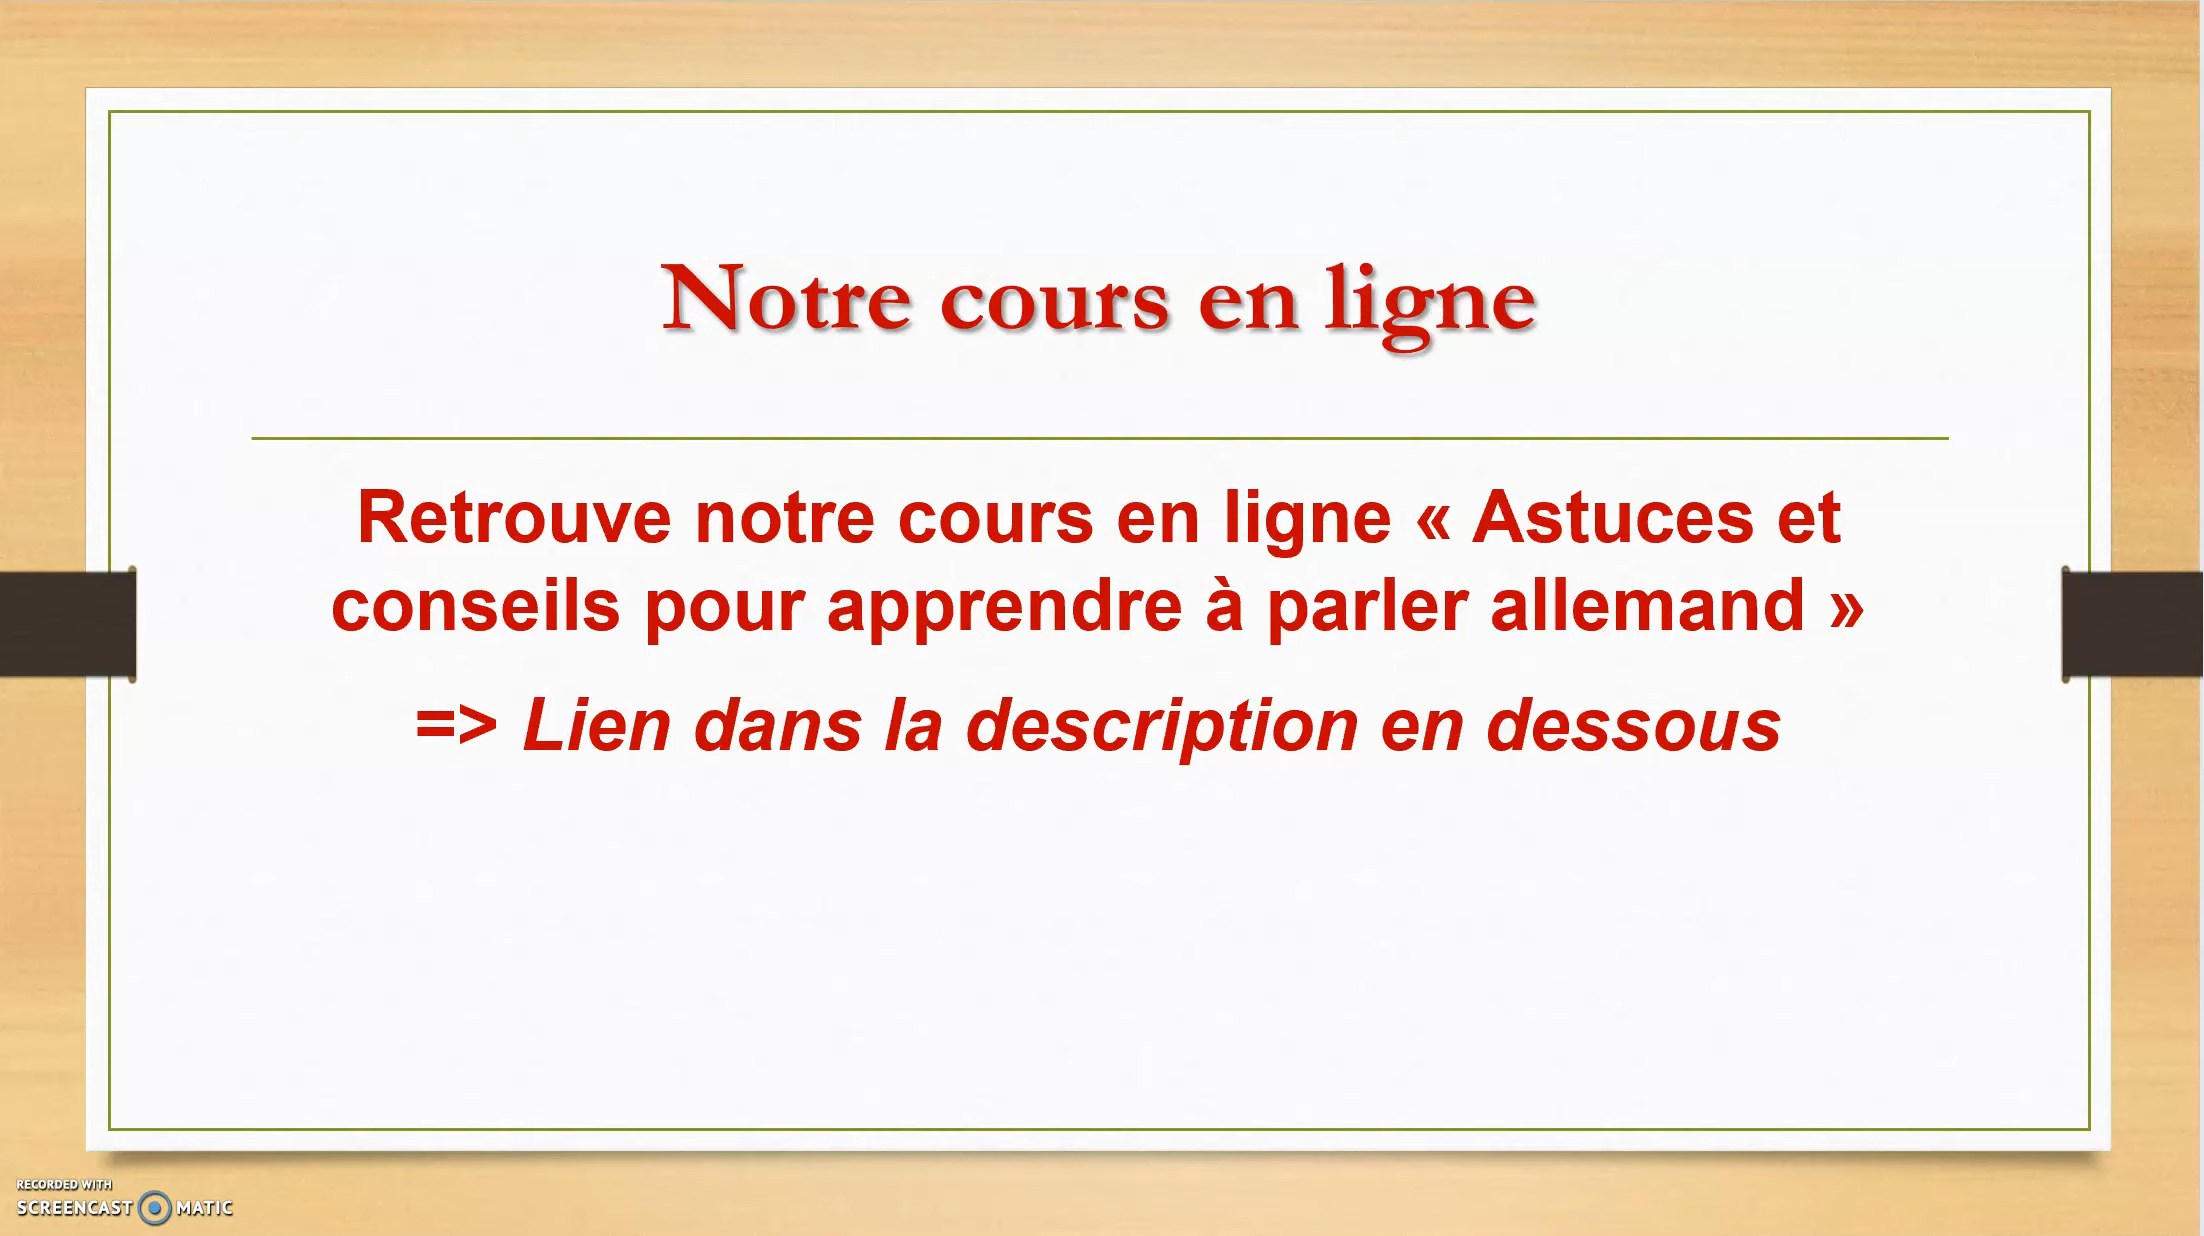 Notre cours en ligne
Retrouve notre cours en ligne « Astuces et
conseils pour apprendre à parler allemand »
=> Lien dans la description en dessous
RECORDED WITH
SCREENCAST MATIC